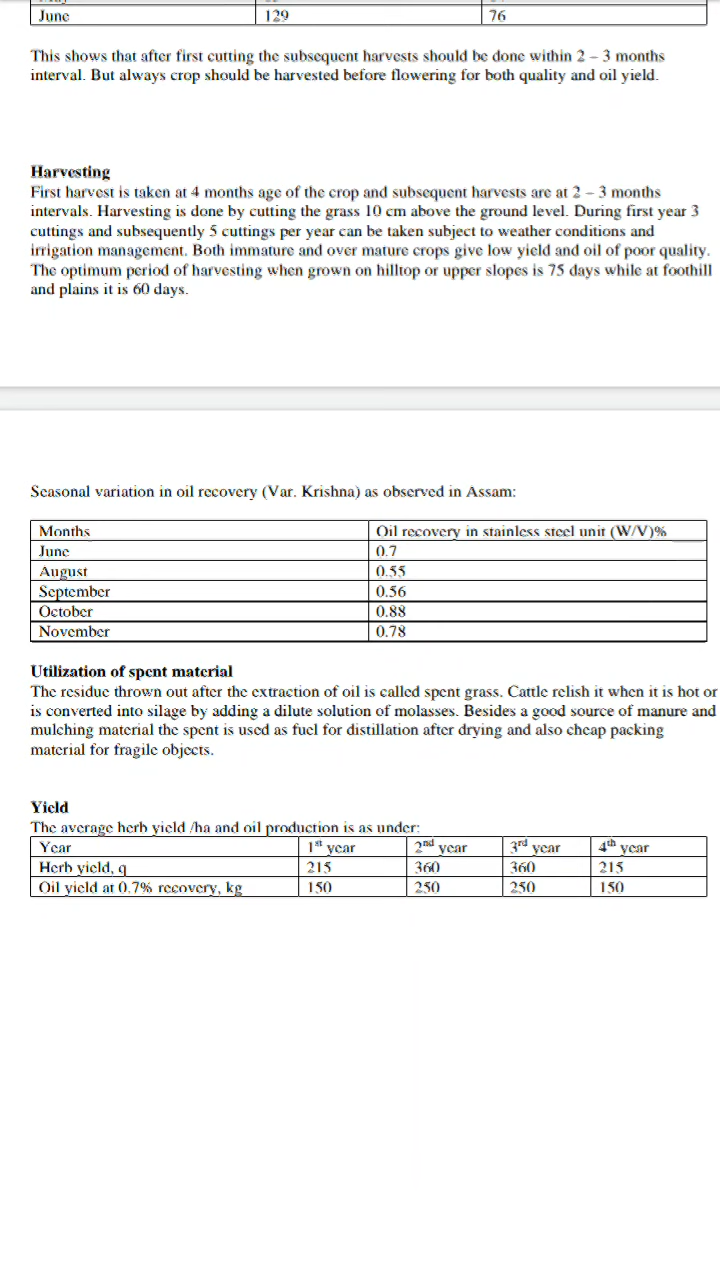 June 129 76
This shows that after first cutting the subsequent harvests should be done within 2 – 3 months
interval. But always crop should be harvested before flowering for both quality and oil yield.
Harvesting
First harvest is taken at 4 months age of the crop and subsequent harvests are at 2 – 3 months
intervals. Harvesting is done by cutting the grass 10 cm above the ground level. During first year 3
cuttings and subsequently 5 cuttings per year can be taken subject to weather conditions and
irrigation management. Both immature and over mature crops give low yield and oil of poor quality.
The optimum period of harvesting when grown on hilltop or upper slopes is 75 days while at foothill
and plains it is 60 days.
Seasonal variation in oil recovery (Var. Krishna) as observed in Assam:
Months Oil recovery in stainless steel unit (W/V)%
June 0.7
August 0.55
September 0.56
October 0.88
November 0.78
Utilization of spent material
The residue thrown out after the extraction of oil is called spent grass. Cattle relish it when it is hot or
is converted into silage by adding a dilute solution of molasses. Besides a good source of manure and
mulching material the spent is used as fuel for distillation after drying and also cheap packing
material for fragile objects.
Yield
The average herb yield /ha and oil production is as under:
Year 1st year 2nd year 3rd year 4th year
Herb yield, q 215 360 360 215
Oil yield at 0.7% recovery, kg 150 250 250 150